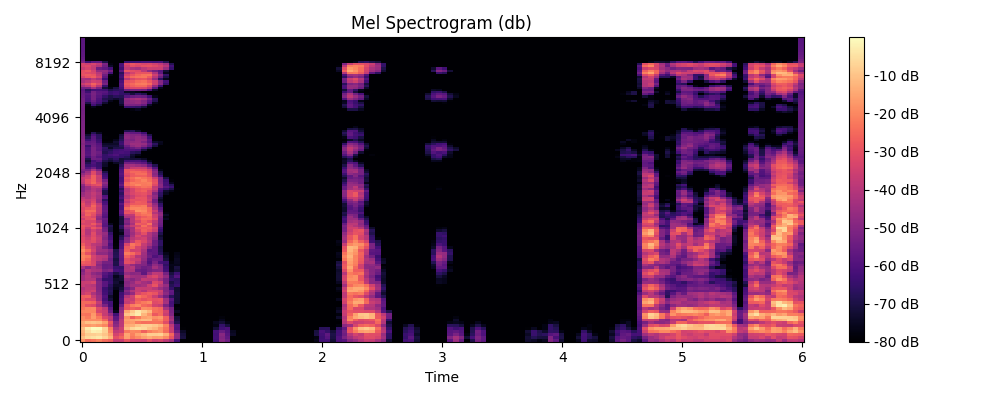 Mel Spectrogram (db)
8192
4096
2048
1024
512
0
Hz
0 1 2 3 4 5 6
Time
-10 dB
-20 dB
-30 dB
-40 dB
-50 dB
-60 dB
-70 dB
-80 dB